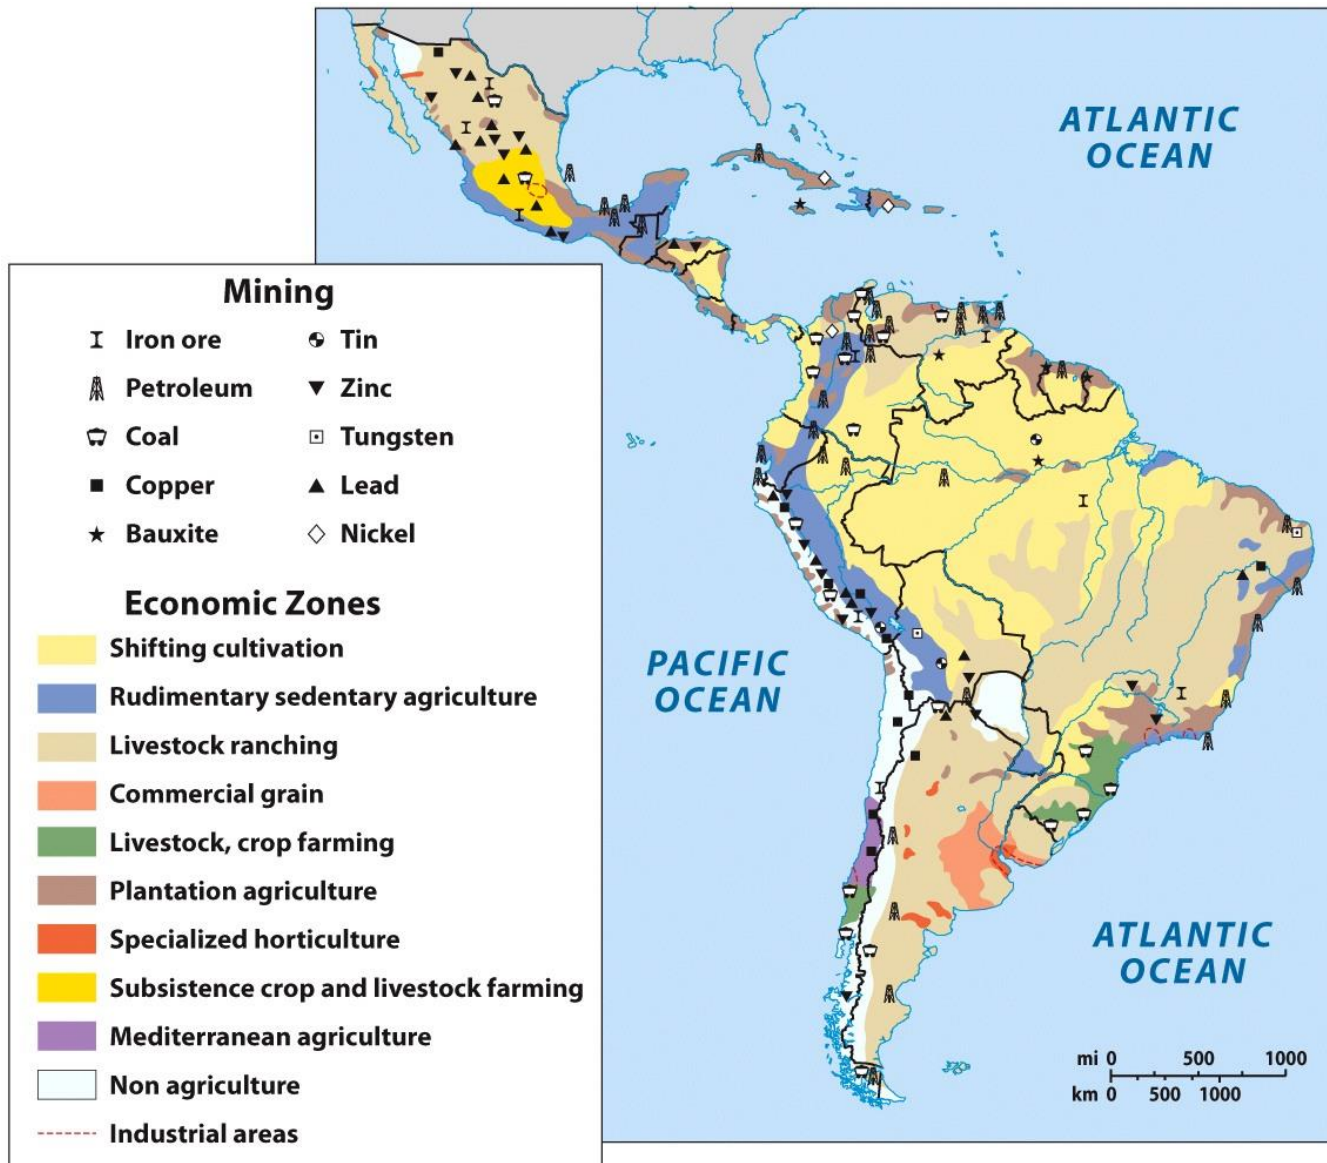 ATLANTIC
OCEAN
Mining
Iron ore
Tin
Petroleum
Zinc
Coal
Tungsten
Copper
Lead
Bauxite
Nickel
Economic Zones
Shifting cultivation
Rudimentary sedentary agriculture
Livestock ranching
Commercial grain
Livestock, crop farming
Plantation agriculture
Specialized horticulture
Subsistence crop and livestock farming
Mediterranean agriculture
Non agriculture
Industrial areas
PACIFIC
OCEAN
ATLANTIC
OCEAN
mi 0 500 1000
km 0 500 1000